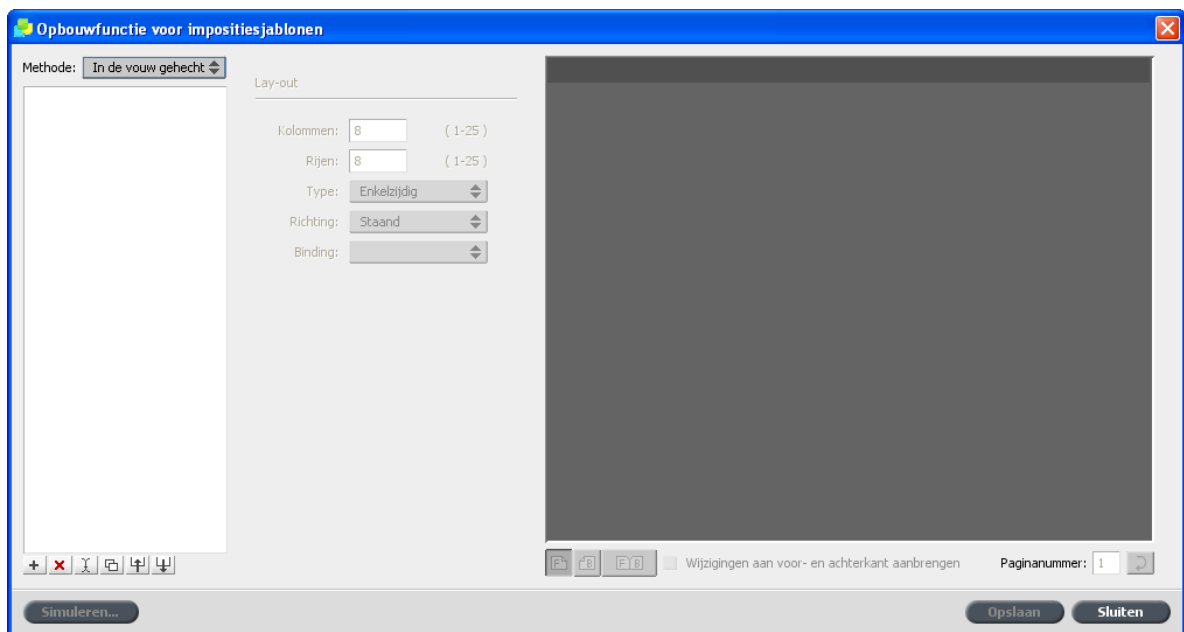 Opbouwfunctie voor impositiesjablonen
Methode: In de vouw gehecht
Lay-out
Kolommen: 8 ( 1-25 )
Rijen: 8 ( 1-25 )
Type: Enkelzijdig
Richting: Staand
Binding:
F B F B Wijzigingen aan voor- en achterkant aanbrengen Paginanummer: 1
Simuleren... Opslaan Sluiten